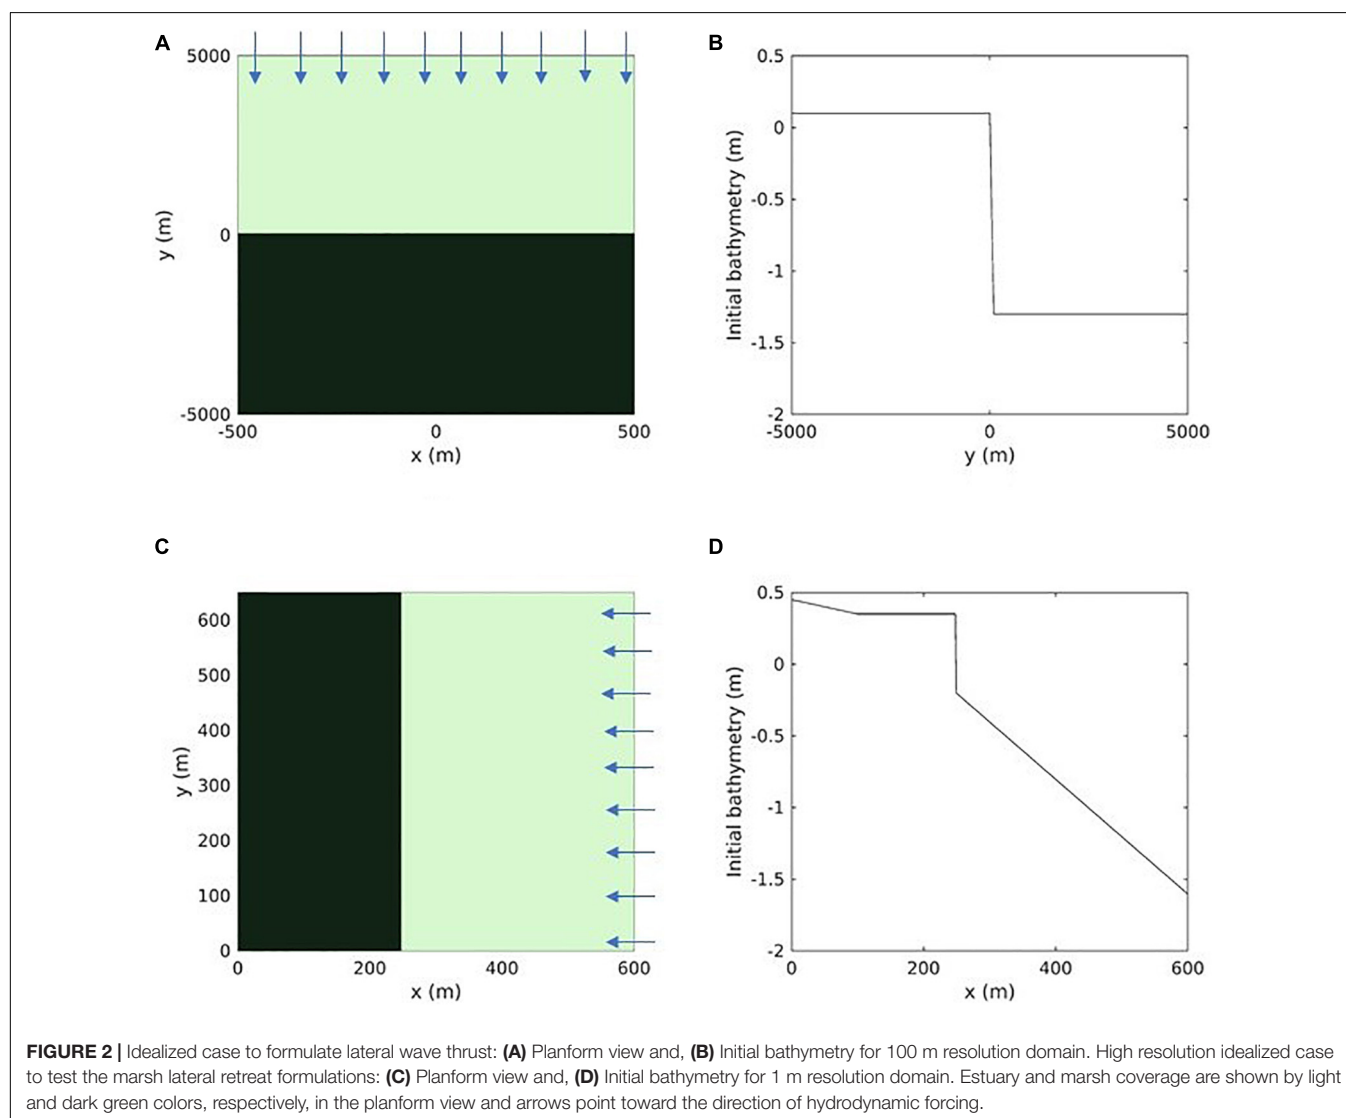 A
5000
0
-5000
y (m)
-500
0
500
x (m)
B
0.5
0
-0.5
-1
-1.5
-2
Initial bathymetry (m)
-5000
0
5000
y (m)
C
600
500
400
300
200
100
0
y (m)
0
200
400
600
x (m)
D
0.5
0
-0.5
-1
-1.5
-2
Initial bathymetry (m)
0
200
400
600
x (m)
FIGURE 2 | Idealized case to formulate lateral wave thrust: (A) Planform view and, (B) Initial bathymetry for 100 m resolution domain. High resolution idealized case
to test the marsh lateral retreat formulations: (C) Planform view and, (D) Initial bathymetry for 1 m resolution domain. Estuary and marsh coverage are shown by light
and dark green colors, respectively, in the planform view and arrows point toward the direction of hydrodynamic forcing.